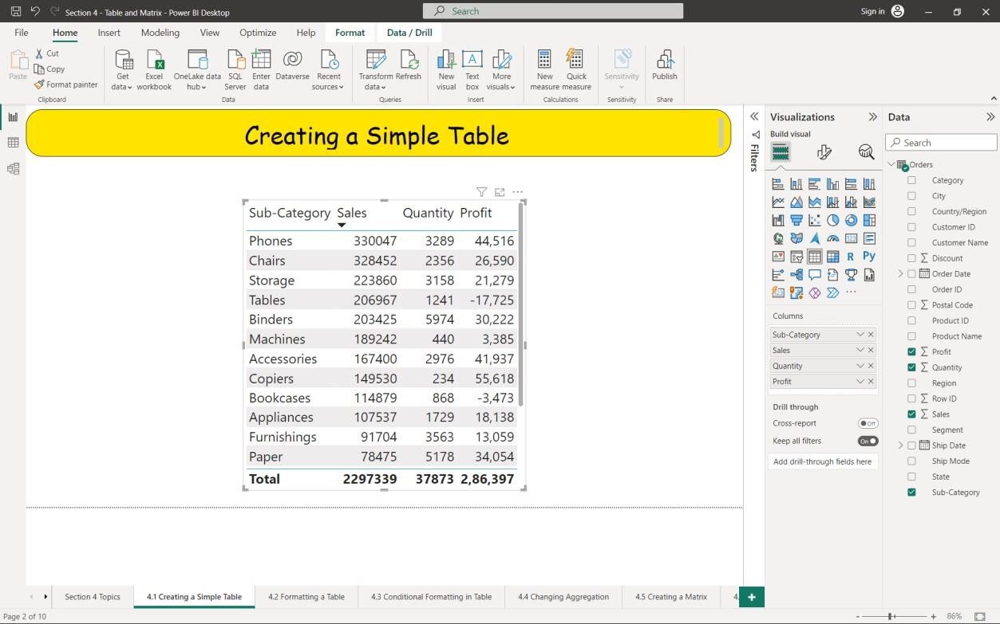 Section 4 - Table and Matrix - Power BI Desktop
Search
Sign in
File Home Insert Modeling View Optimize Help Format Data / Drill
Paste
Cut
Copy
Format painter
Clipboard
Get data
Excel workbook
OneLake data hub
SQL Server
Enter data
Dataverse
Recent sources
Data
Transform data
Refresh
Queries
New visual
Text box
More visuals
Insert
New measure
Quick measure
Calculations
Sensitivity
Sensitivity
Publish
Share
Creating a Simple Table
Sub-Category Sales Quantity Profit
Phones 330047 3289 44,516
Chairs 328452 2356 26,590
Storage 223860 3158 21,279
Tables 206967 1241 -17,725
Binders 203425 5974 30,222
Machines 189242 440 3,385
Accessories 167400 2976 41,937
Copiers 149530 234 55,618
Bookcases 114879 868 -3,473
Appliances 107537 1729 18,138
Furnishings 91704 3563 13,059
Paper 78475 5178 34,054
Total 2297339 37873 2,86,397
Filters
Visualizations
Build visual
R Py
123
Columns
Sub-Category
Sales
Quantity
Profit
Drill through
Cross-report Off
Keep all filters On
Add drill-through fields here
Data
Search
Orders
Category
City
Country/Region
Customer ID
Customer Name
Σ Discount
Order Date
Order ID
Σ Postal Code
Product ID
Product Name
Σ Profit
Σ Quantity
Region
Σ Row ID
Σ Sales
Segment
Ship Date
Ship Mode
State
Sub-Category
Section 4 Topics
4.1 Creating a Simple Table
4.2 Formatting a Table
4.3 Conditional Formatting in Table
4.4 Changing Aggregation
4.5 Creating a Matrix
4.
Page 2 of 10
86%